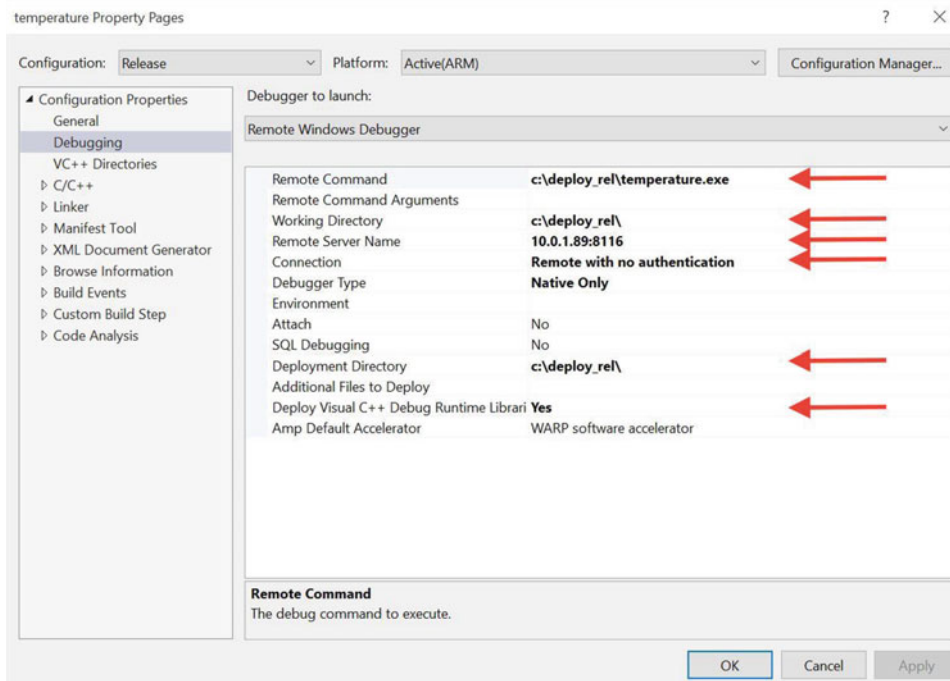 temperature Property Pages
?
Configuration: Release Platform: Active(ARM) Configuration Manager...
Configuration Properties
General
Debugging
VC++ Directories
C/C++
Linker
Manifest Tool
XML Document Generator
Browse Information
Build Events
Custom Build Step
Code Analysis
Debugger to launch:
Remote Windows Debugger
Remote Command c:\deploy_rel\temperature.exe
Remote Command Arguments
Working Directory c:\deploy_rel\
Remote Server Name 10.0.1.89:8116
Connection Remote with no authentication
Debugger Type Native Only
Environment
Attach No
SQL Debugging No
Deployment Directory c:\deploy_rel\
Additional Files to Deploy
Deploy Visual C++ Debug Runtime Librari Yes
Amp Default Accelerator WARP software accelerator
Remote Command
The debug command to execute.
OK Cancel Apply